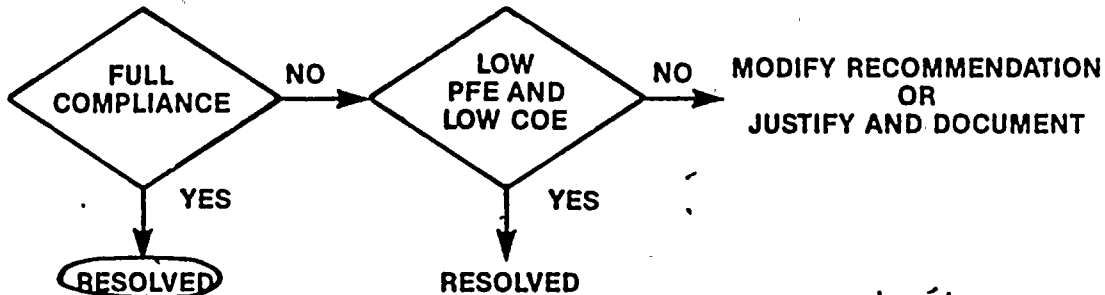 FULL
COMPLIANCE
NO
LOW
PFE AND
LOW COE
NO
MODIFY RECOMMENDATION
OR
JUSTIFY AND DOCUMENT
YES
YES
RESOLVED
RESOLVED